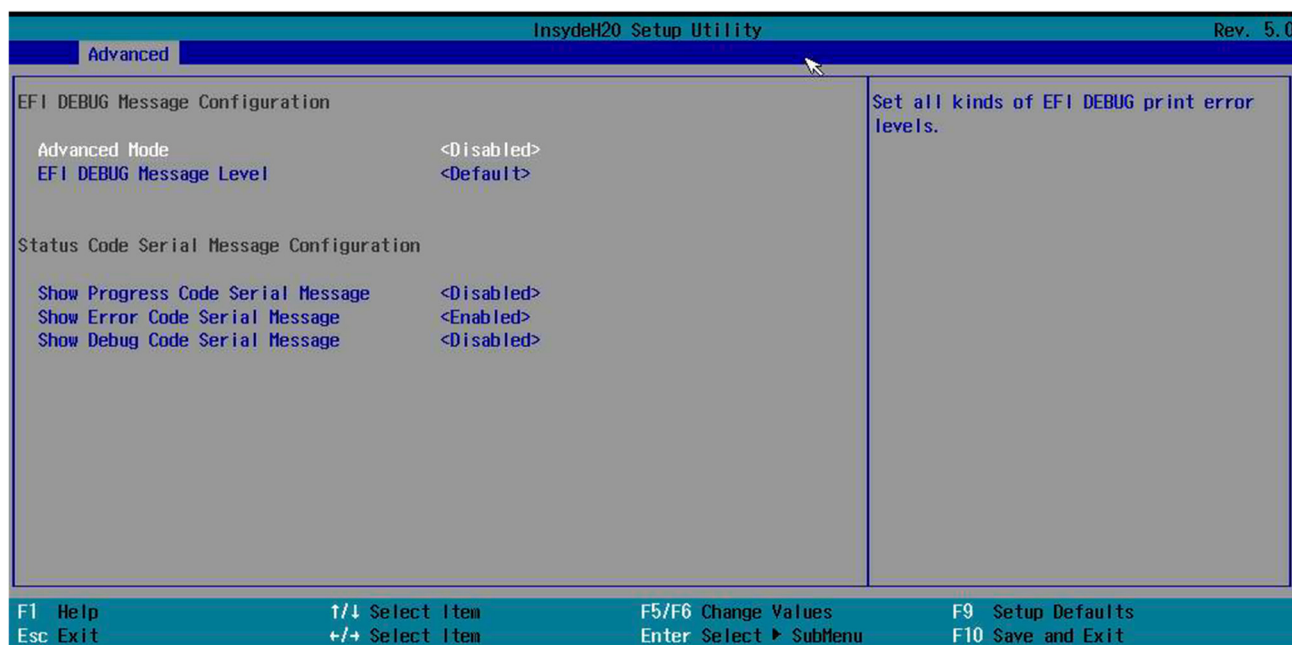 InsydeH2O Setup Utility Rev. 5.0
Advanced
EFI DEBUG Message Configuration
Advanced Mode <Disabled>
EFI DEBUG Message Level <Default>
Status Code Serial Message Configuration
Show Progress Code Serial Message <Disabled>
Show Error Code Serial Message <Enabled>
Show Debug Code Serial Message <Disabled>
Set all kinds of EFI DEBUG print error
levels.
F1 Help ↑/↓ Select Item F5/F6 Change Values F9 Setup Defaults
Esc Exit ←/→ Select Item Enter Select ▶ SubMenu F10 Save and Exit